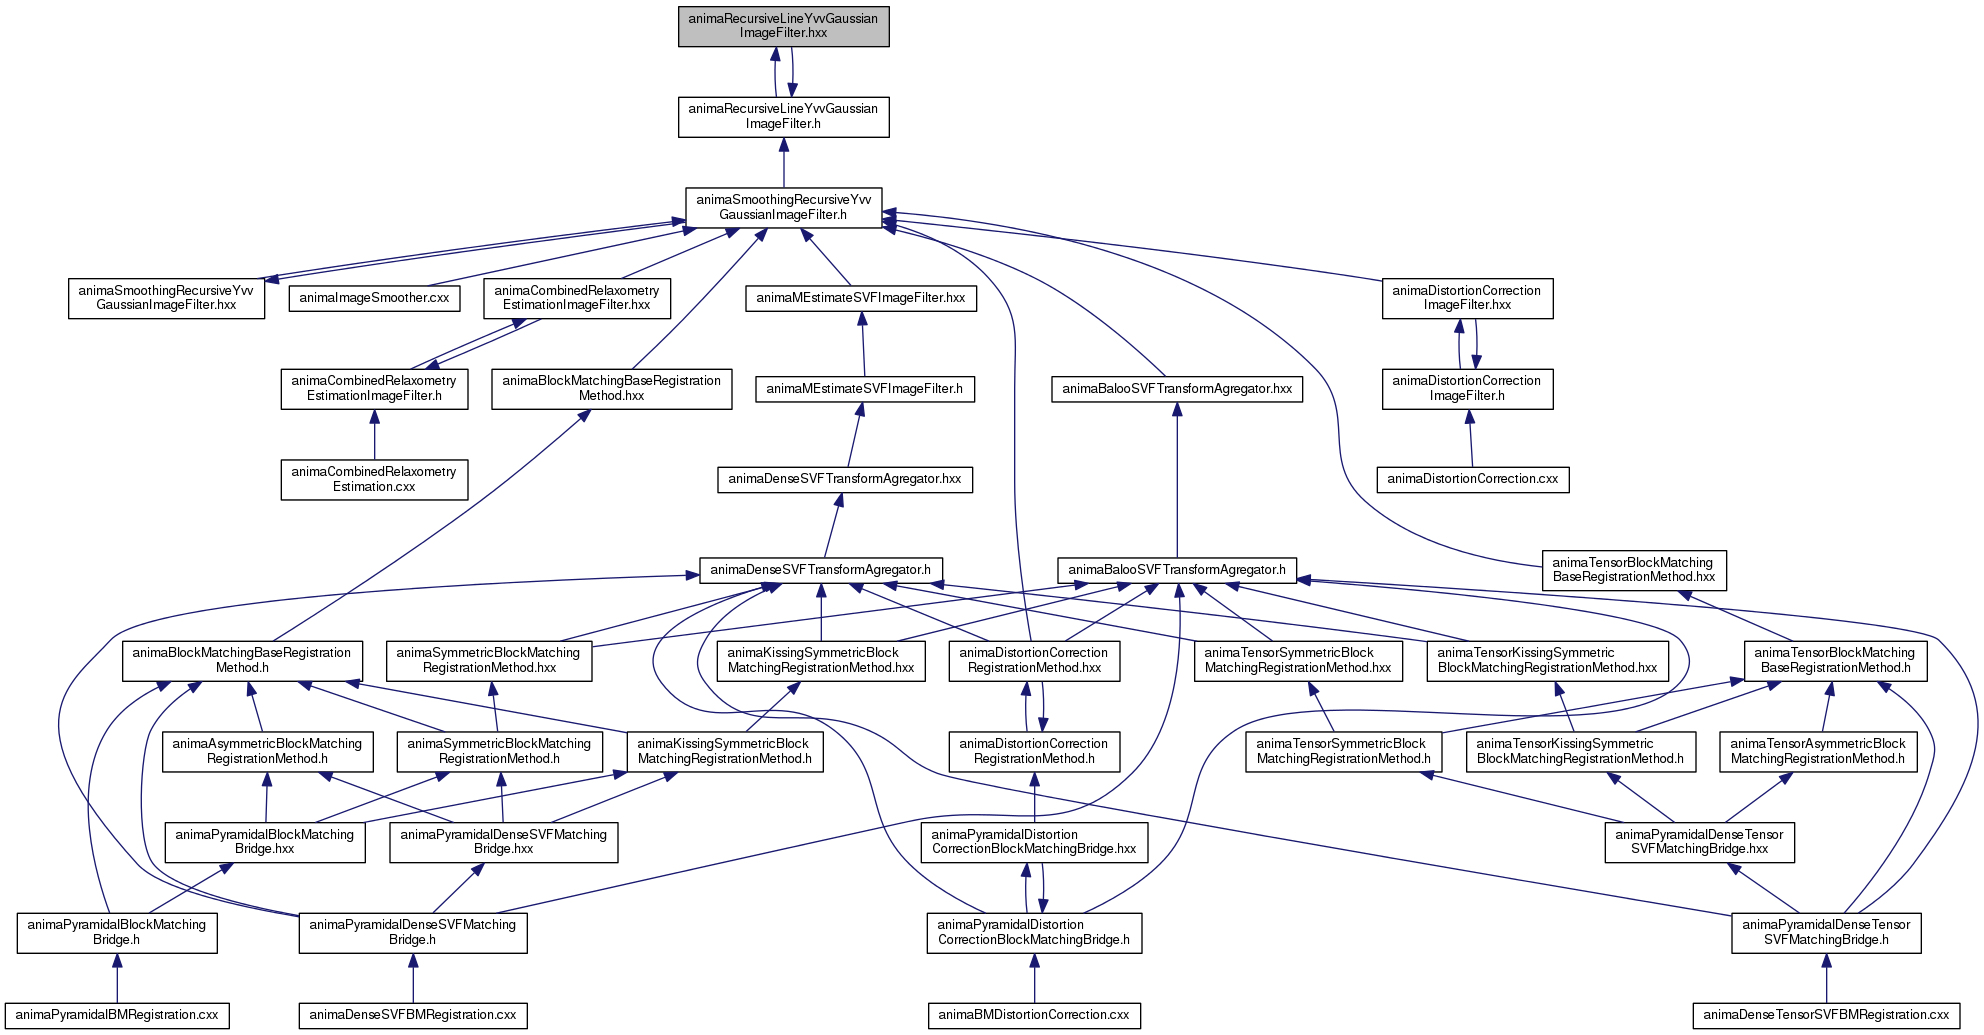 animaRecursiveLineYvvGaussian
ImageFilter.hxx
animaRecursiveLineYvvGaussian
ImageFilter.h
animaSmoothingRecursiveYvv
GaussianImageFilter.h
animaSmoothingRecursiveYvv
GaussianImageFilter.hxx
animaImageSmoother.cxx
animaCombinedRelaxometry
EstimationImageFilter.hxx
animaMEstimateSVFImageFilter.hxx
animaDistortionCorrection
ImageFilter.hxx
animaCombinedRelaxometry
EstimationImageFilter.h
animaBlockMatchingBaseRegistration
Method.hxx
animaMEstimateSVFImageFilter.h
animaBalooSVFTransformAgregator.hxx
animaDistortionCorrection
ImageFilter.h
animaCombinedRelaxometry
Estimation.cxx
animaDenseSVFTransformAgregator.hxx
animaDistortionCorrection.cxx
animaDenseSVFTransformAgregator.h
animaBalooSVFTransformAgregator.h
animaTensorBlockMatching
BaseRegistrationMethod.hxx
animaBlockMatchingBaseRegistration
Method.h
animaSymmetricBlockMatching
RegistrationMethod.hxx
animaKissingSymmetricBlock
MatchingRegistrationMethod.hxx
animaDistortionCorrection
RegistrationMethod.hxx
animaTensorSymmetricBlock
MatchingRegistrationMethod.hxx
animaTensorKissingSymmetric
BlockMatchingRegistrationMethod.hxx
animaTensorBlockMatching
BaseRegistrationMethod.h
animaAsymmetricBlockMatching
RegistrationMethod.h
animaSymmetricBlockMatching
RegistrationMethod.h
animaKissingSymmetricBlock
MatchingRegistrationMethod.h
animaDistortionCorrection
RegistrationMethod.h
animaTensorSymmetricBlock
MatchingRegistrationMethod.h
animaTensorKissingSymmetric
BlockMatchingRegistrationMethod.h
animaTensorAsymmetricBlock
MatchingRegistrationMethod.h
animaPyramidalBlockMatching
Bridge.hxx
animaPyramidalDenseSVFMatching
Bridge.hxx
animaPyramidalDistortion
CorrectionBlockMatchingBridge.hxx
animaPyramidalDenseTensor
SVFMatchingBridge.hxx
animaPyramidalBlockMatching
Bridge.h
animaPyramidalDenseSVFMatching
Bridge.h
animaPyramidalDistortion
CorrectionBlockMatchingBridge.h
animaPyramidalDenseTensor
SVFMatchingBridge.h
animaPyramidalBMRegistration.cxx
animaDenseSVFBMRegistration.cxx
animaBMDistortionCorrection.cxx
animaDenseTensorSVFBMRegistration.cxx